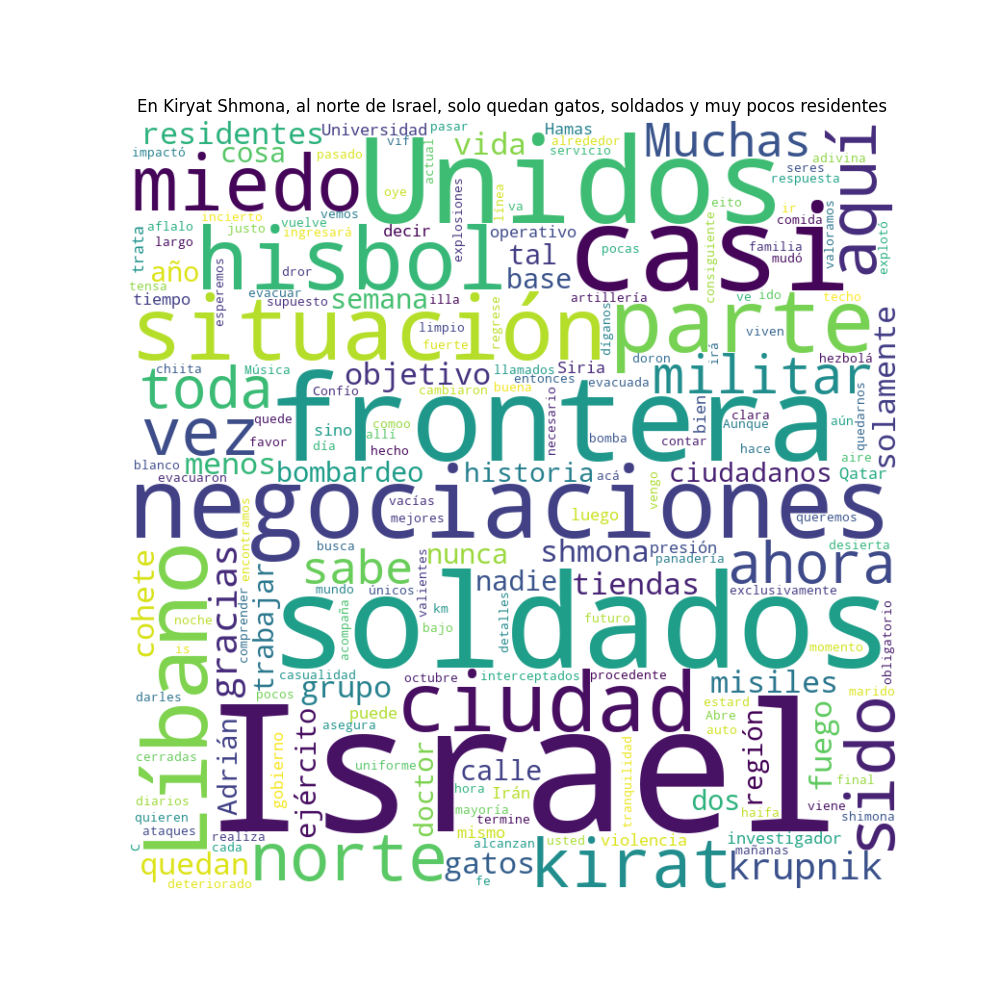 En Kiryat Shmona, al norte de Israel, solo quedan gatos, soldados y muy pocos residentes
residentes
Universidad
pasar
Hamas
Muchas
aquí
impactó
cosa
pasado
vif
actual
vida
alrededor
servicio
adivina
seres
respuesta
miedo
Unidos
casi
oye
línea
eito
ir
comida
valoramos
explotó
incierto
vemos
aflalo
justo
vuelve
ingresará
decir
explosiones
va
operativo
trata
largo
hisbol
tal
pocas
consiguiente
familia
mudó
tensa
año
dror
base
tiempo
esperemos
evacuar
supuesto
semana
illa
artillería
ve
ido
techo
situación
limpio
fuerte
regrese
díganos
parte
viven
solamente
chiita
Música
objetivo
llamados
Siria
doron
irá
hezbolá
toda
Confío
cambiaron
entonces
buena
evacuada
militar
frontera
vez
quede
favor
sino
día
comoo
allí
hecho
necesario
bomba
contar
bien
clara
Aunque
hace
aún
quedarnos
blanco
evacuaron
menos
bombardeo
historia
acá
ciudadanos
aire
Qatar
negociaciones
vacías
mejores
luego
vengo
queremos
encontramos
busca
sabe
nunca
shmona
presión
panadería
ahora
desierta
cohete
Líbano
gracias
comprender
trabajar
mundo
únicos
valientes
nadie
tiendas
exclusivamente
noche
is
acompaña
km
bajo
detalles
futuro
obligatorio
soldados
momento
darles
pocos
casualidad
grupo
octubre
interceptados
procedente
misiles
marido
ciudad
estard
Abre
auto
sido
Adrián
gobierno
ejército
asegura
puede
región
fuego
cerradas
Israel
uniforme
doctor
hora
calle
Irán
tranquilidad
dos
haifa
final
diarios
quieren
ataques
mayoría
termine
viene
shimona
c
realiza
cada
mismo
alcanzan
usted
violencia
investigador
mañanas
quedan
deteriorado
norte
gatos
fe
kirat
krupnik